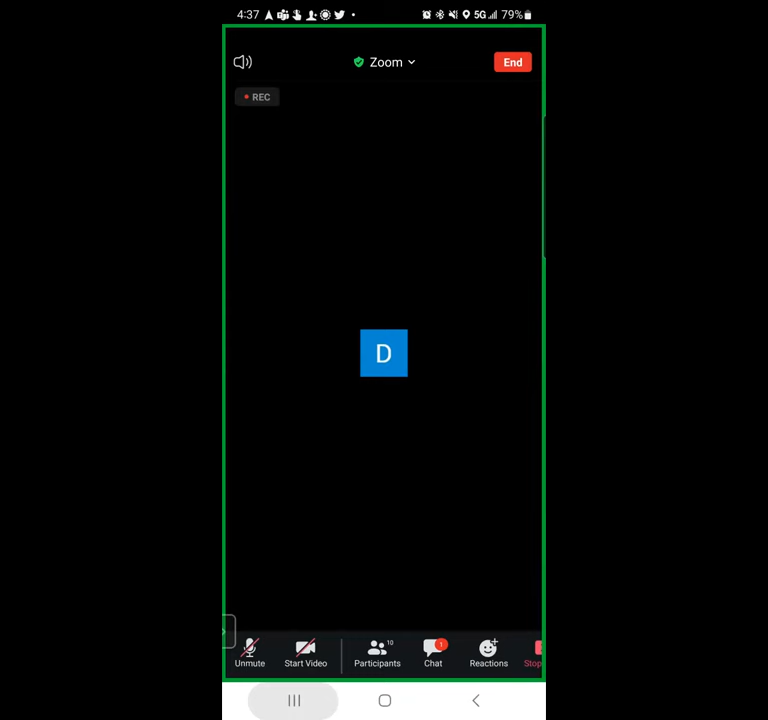 4:37 5G 79%
Zoom End
REC
D
10 1
Unmute Start Video Participants Chat Reactions Stop